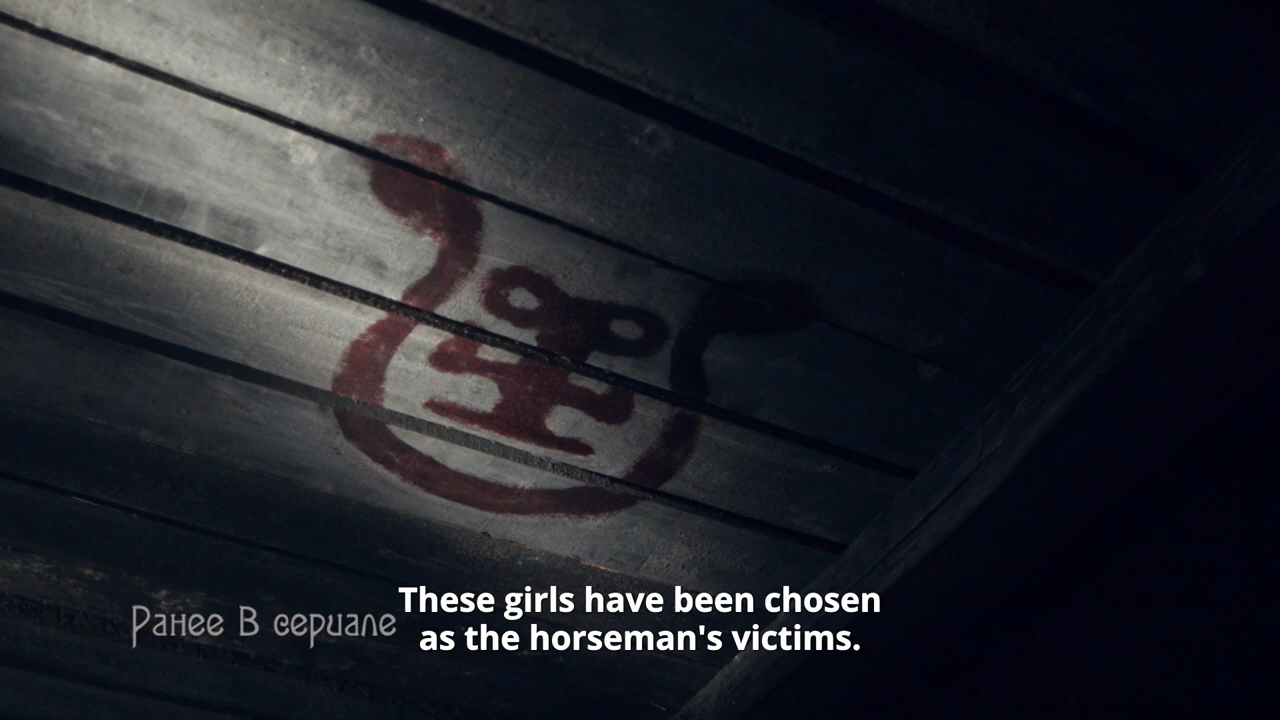 These girls have been chosen
Ранее В сериале
as the horseman's victims.